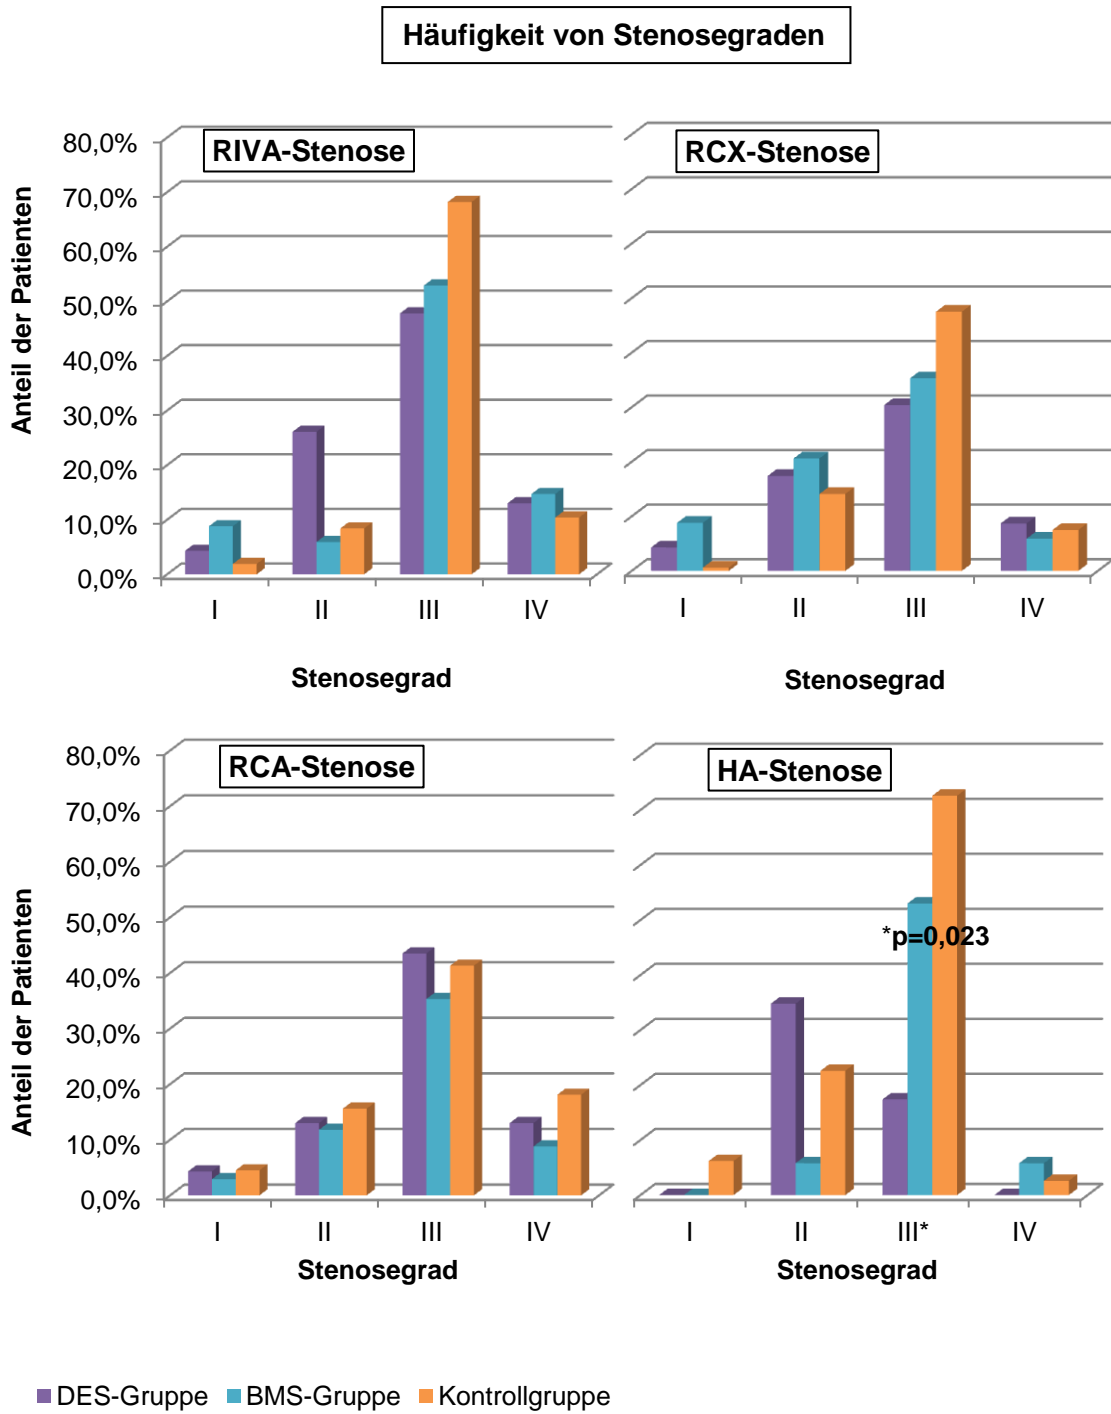 Häufigkeit von Stenosegraden
RIVA-Stenose
RCX-Stenose
Anteil der Patienten
80,0%
70,0%
60,0%
50,0%
40,0%
30,0%
20,0%
10,0%
0,0%
I II III IV
I II III IV
Stenosegrad
Stenosegrad
RCA-Stenose
HA-Stenose
Anteil der Patienten
80,0%
70,0%
60,0%
50,0%
40,0%
30,0%
20,0%
10,0%
0,0%
*p=0,023
I II III IV
I II III* IV
Stenosegrad
Stenosegrad
DES-Gruppe BMS-Gruppe Kontrollgruppe